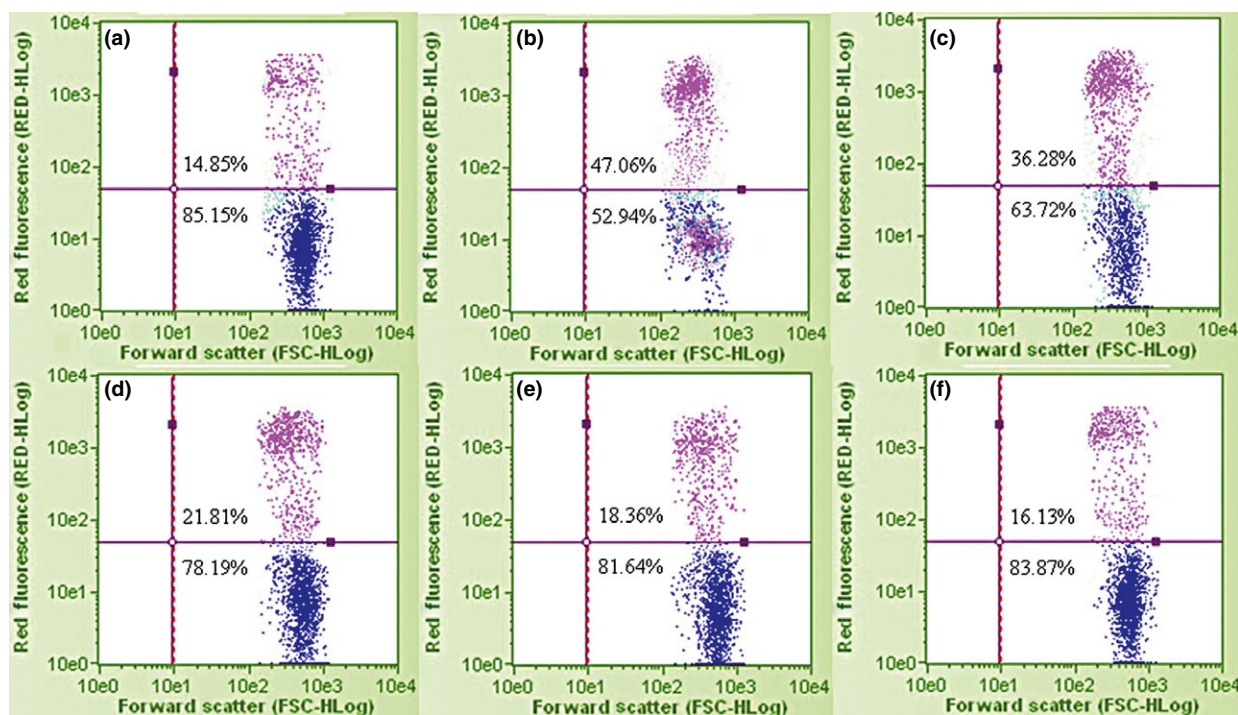 (a)
Red fluorescence (RED-HLog)
10e4
10e3
10e2
10e1
10e0
14.85%
85.15%
10e0 10e1 10e2 10e3 10e4
Forward scatter (FSC-HLog)
(b)
Red fluorescence (RED-HLog)
10e4
10e3
10e2
10e1
10e0
47.06%
52.94%
10e0 10e1 10e2 10e3 10e4
Forward scatter (FSC-HLog)
(c)
Red fluorescence (RED-HLog)
10e4
10e3
10e2
10e1
10e0
36.28%
63.72%
10e0 10e1 10e2 10e3 10e4
Forward scatter (FSC-HLog)
(d)
Red fluorescence (RED-HLog)
10e4
10e3
10e2
10e1
10e0
21.81%
78.19%
10e0 10e1 10e2 10e3 10e4
Forward scatter (FSC-HLog)
(e)
Red fluorescence (RED-HLog)
10e4
10e3
10e2
10e1
10e0
18.36%
81.64%
10e0 10e1 10e2 10e3 10e4
Forward scatter (FSC-HLog)
(f)
Red fluorescence (RED-HLog)
10e4
10e3
10e2
10e1
10e0
16.13%
83.87%
10e0 10e1 10e2 10e3 10e4
Forward scatter (FSC-HLog)